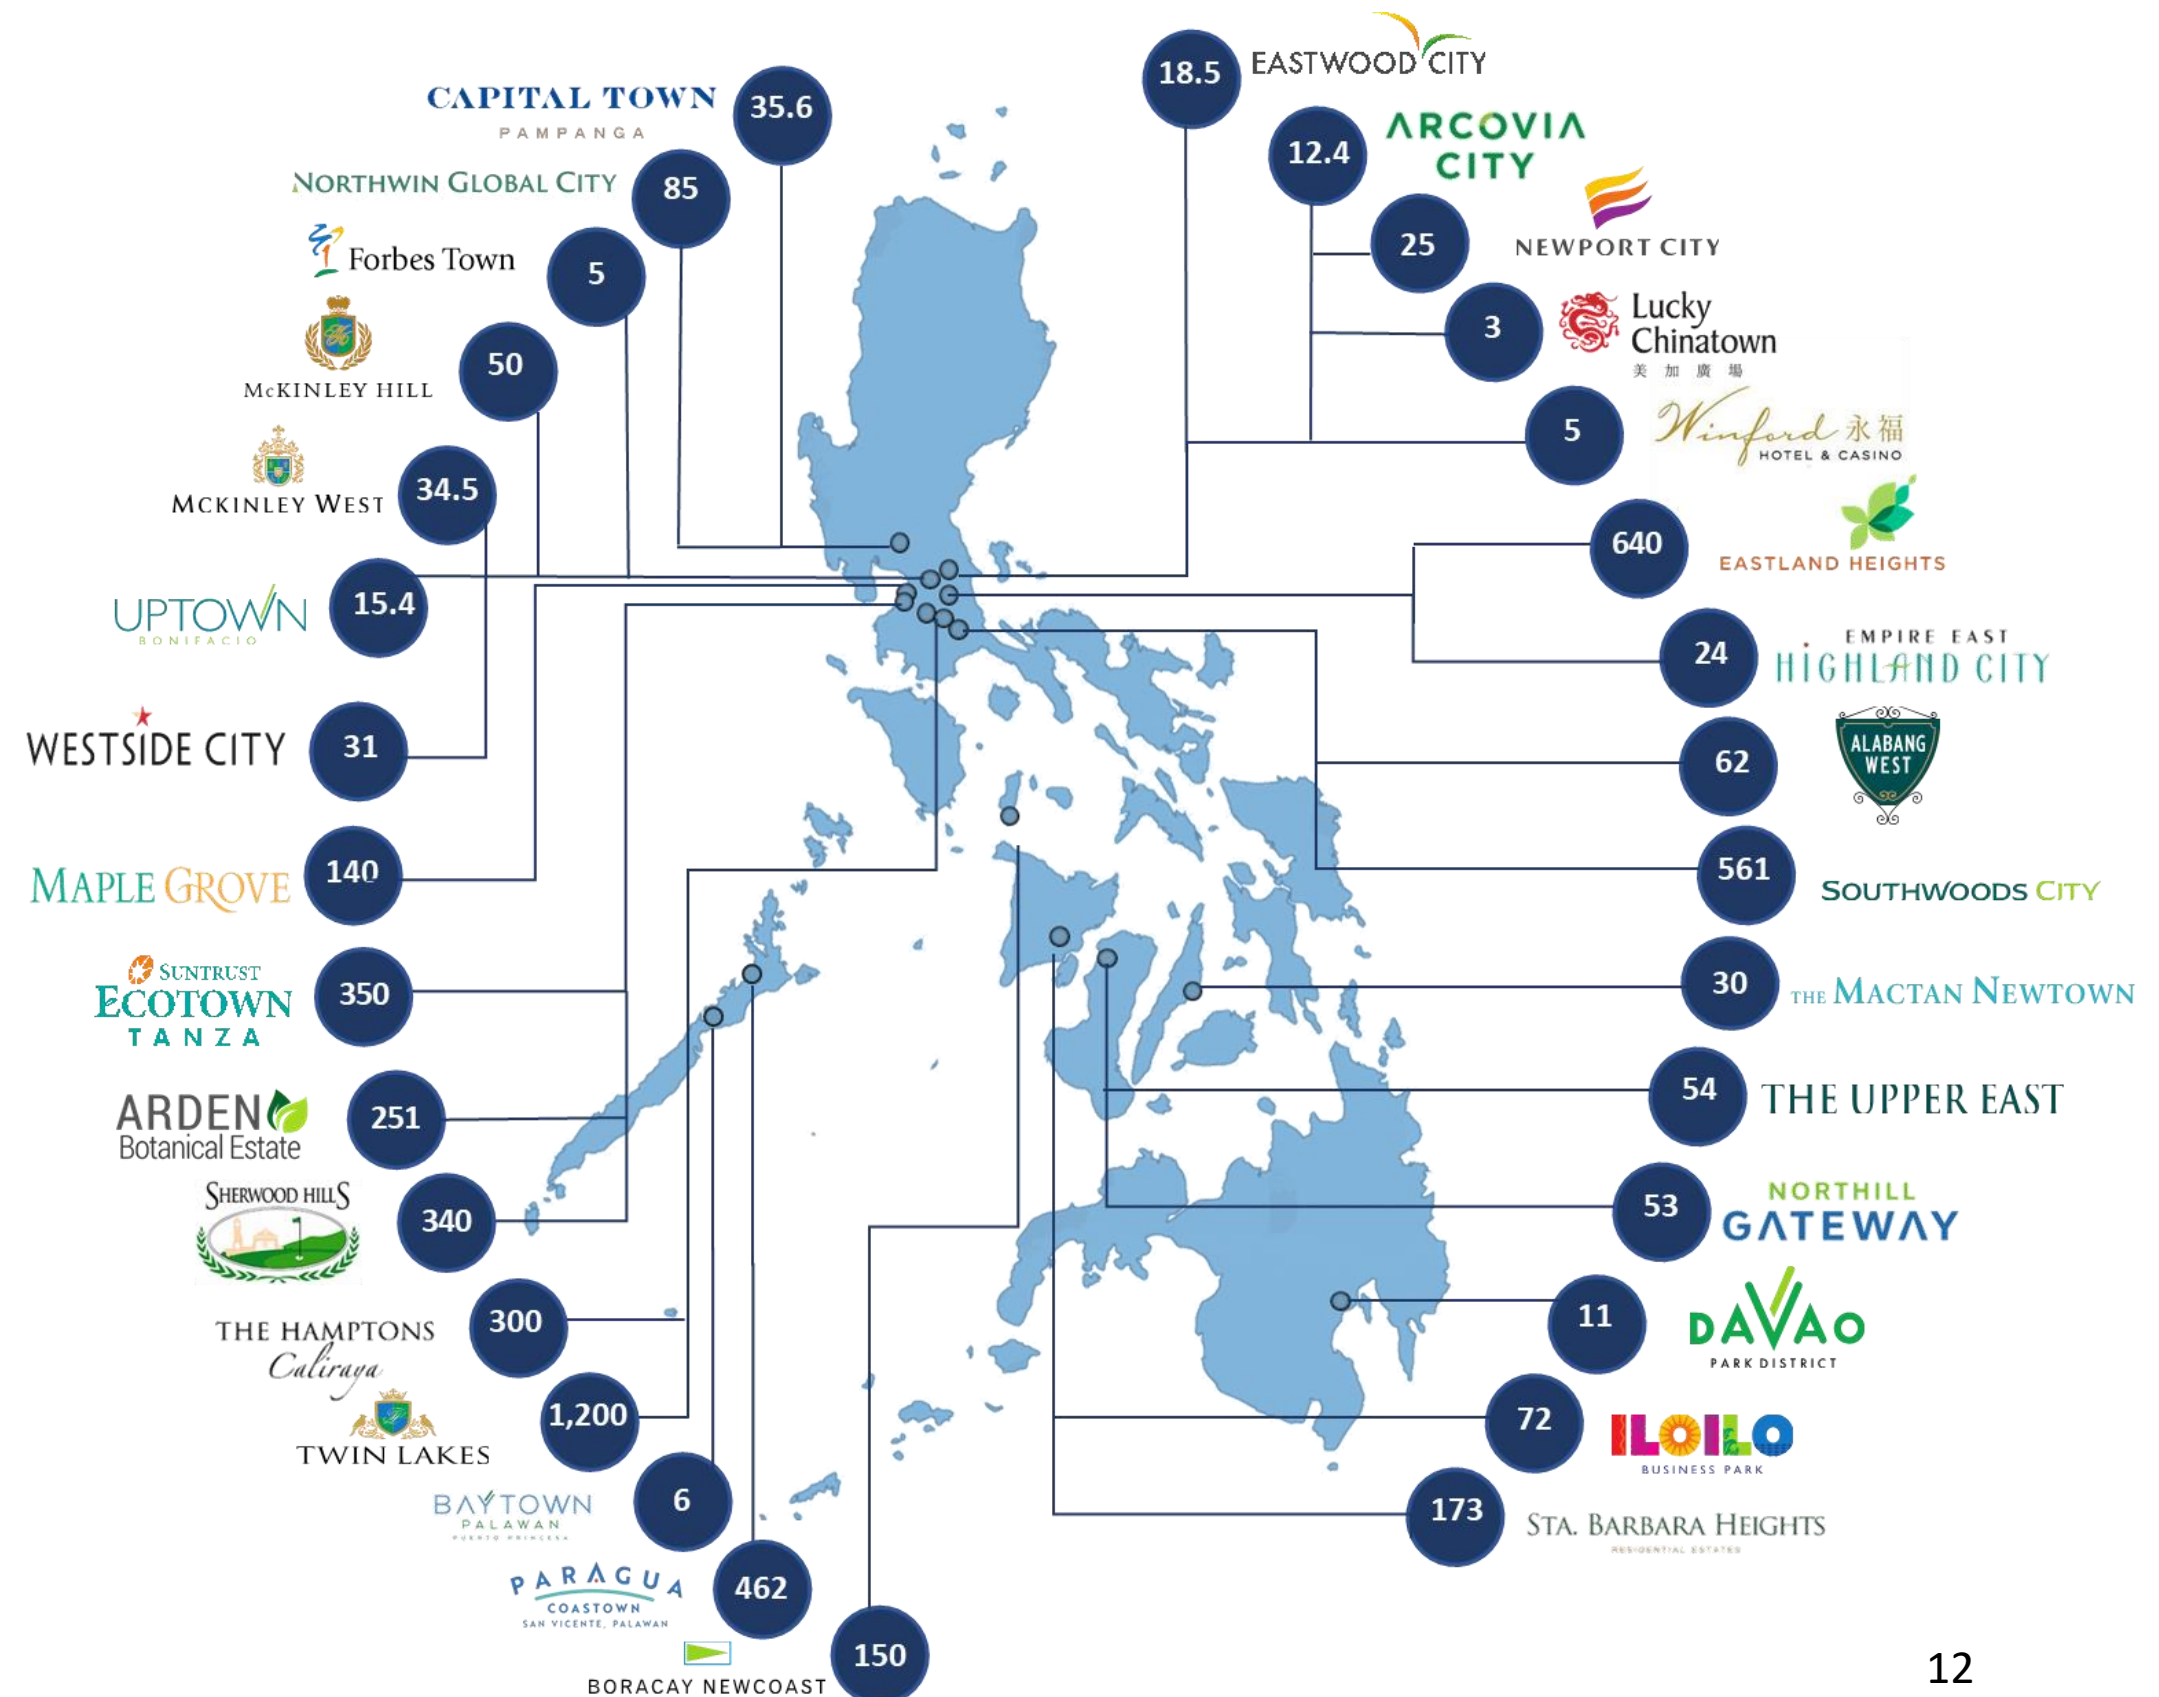 CAPITAL TOWN
PAMPANGA
35.6
NORTHWIN GLOBAL CITY
85
Forbes Town
5
McKINLEY HILL
50
MCKINLEY WEST
34.5
UPTOWN
BONIFACIO
15.4
WESTSIDE CITY
31
MAPLE GROVE
140
SUNTRUST
ECOTOWN
TANZA
350
ARDEN
Botanical Estate
251
SHERWOOD HILLS
340
THE HAMPTONS
Caliraya
300
TWIN LAKES
1,200
BAYTOWN
PALAWAN
PUERTO PRINCESA
6
PARAGUA
COASTOWN
SAN VICENTE, PALAWAN
462
BORACAY NEWCOAST
150
18.5
EASTWOOD CITY
12.4
ARCOVIA
CITY
25
NEWPORT CITY
3
Lucky
Chinatown
美加廣場
5
Winford 永福
HOTEL & CASINO
640
EASTLAND HEIGHTS
24
EMPIRE EAST
HIGHLAND CITY
62
ALABANG
WEST
561
SOUTHWOODS CITY
30
THE MACTAN NEWTOWN
54
THE UPPER EAST
53
NORTHILL
GATEWAY
11
DAVAO
PARK DISTRICT
72
ILOILO
BUSINESS PARK
173
STA. BARBARA HEIGHTS
RESIDENTIAL ESTATES
12